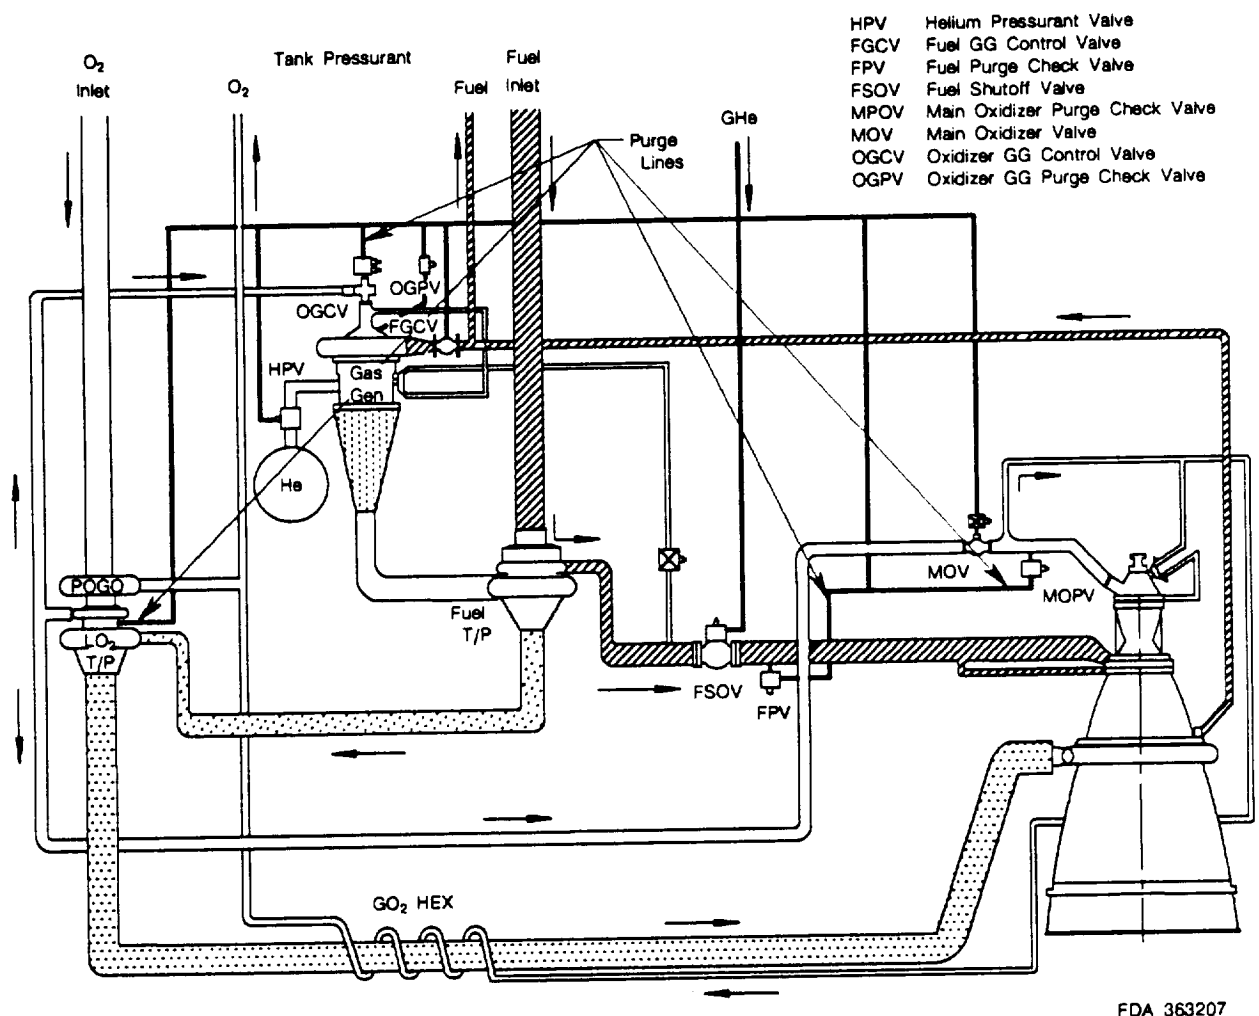 HPV Helium Pressurant Valve
FGCV Fuel GG Control Valve
FPV Fuel Purge Check Valve
FSOV Fuel Shutoff Valve
MPOV Main Oxidizer Purge Check Valve
MOV Main Oxidizer Valve
OGCV Oxidizer GG Control Valve
OGPV Oxidizer GG Purge Check Valve
O2
Inlet
Tank Pressurant
O2
Fuel
Fuel
Inlet
GHe
Purge
Lines
OGCV
OGPV
FGCV
HPV
Gas
Gen
He
POGO
LO2
T/P
Fuel
T/P
MOV
MOPV
FSOV
FPV
GO2 HEX
FDA 363207